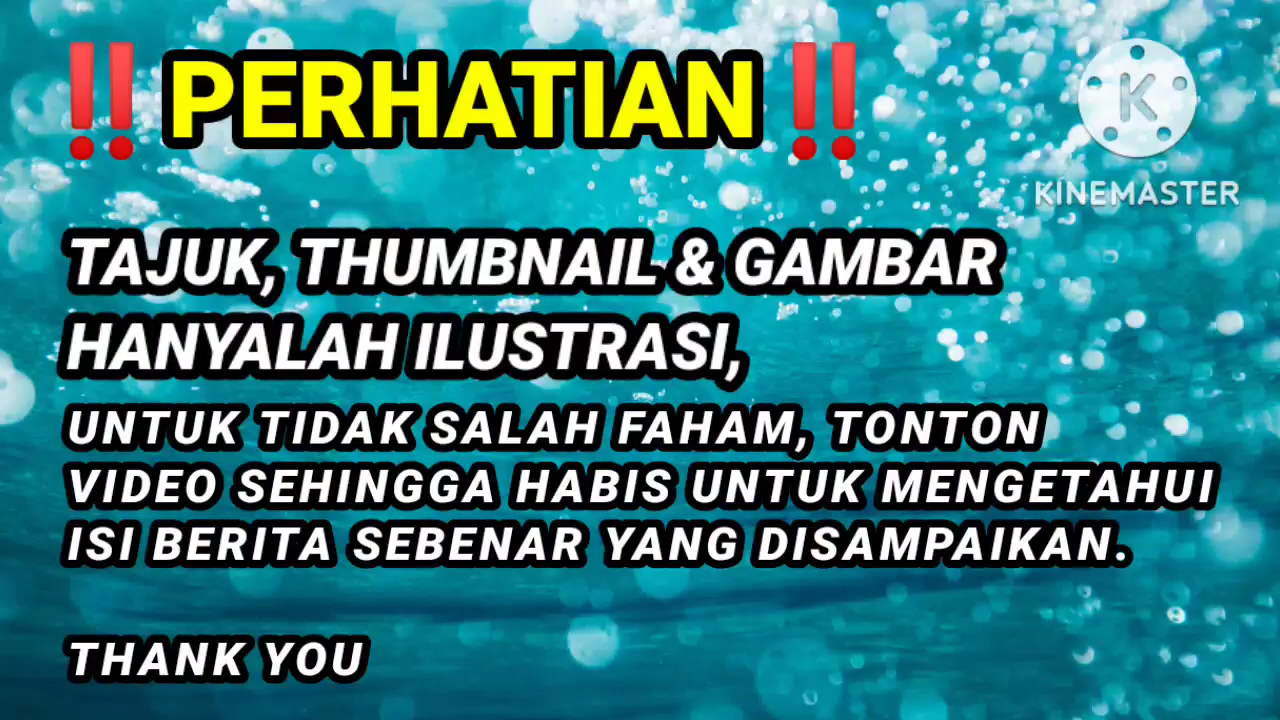 ‼PERHATIAN‼
K
KINEMASTER
TAJUK, THUMBNAIL & GAMBAR
HANYALAH ILUSTRASI,
UNTUK TIDAK SALAH FAHAM, TONTON
VIDEO SEHINGGA HABIS UNTUK MENGETAHUI
ISI BERITA SEBENAR YANG DISAMPAIKAN.
THANK YOU